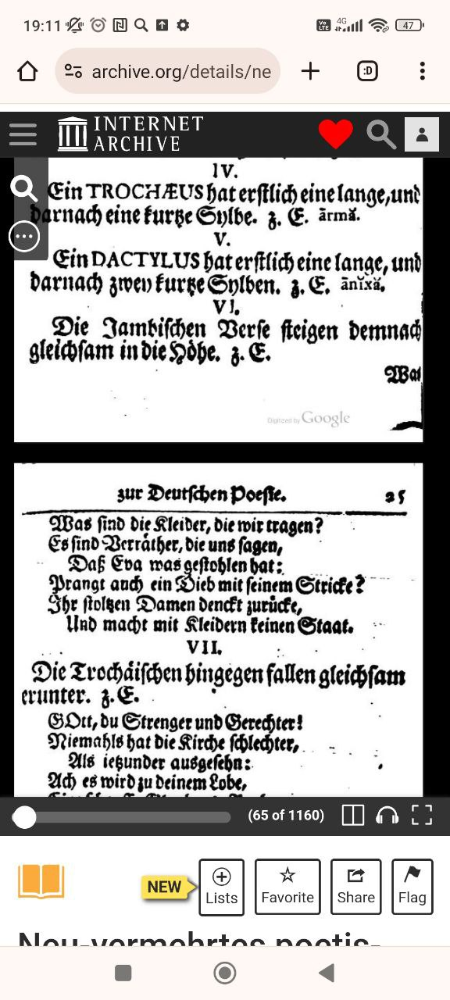 19:11
4G
47
archive.org/details/ne
:D
INTERNET
ARCHIVE
IV.
Ein TROCHÆUS hat erſtlich eine lange, und
darnach eine kurtze Sylbe. z. E. ārmă.
V.
Ein DACTYLUS hat erſtlich eine lange, und
darnach zwey kurtze Sylben. z. E. ānĭxă.
VI.
Die Jambiſchen Verſe ſteigen demnach
gleichſam in die Höhe. z. E.
Was
Digitized by Google
zur Deutſchen Poeſie. 25
Was ſind die Kleider, die wir tragen?
Es ſind Verräther, die uns ſagen,
Daß Eva was geſtohlen hat:
Prangt auch ein Dieb mit ſeinem Stricke?
Ihr ſtoltzen Damen denckt zurücke,
Und macht mit Kleidern keinen Staat.
VII.
Die Trochäiſchen hingegen fallen gleichſam
erunter. z. E.
GOtt, du Strenger und Gerechter!
Niemahls hat die Kirche ſchlechter,
Als ietzunder ausgeſehn:
Ach es wird zu deinem Lobe,
(65 of 1160)
NEW
Lists
Favorite
Share
Flag
Neu-vermehrtes poetis-